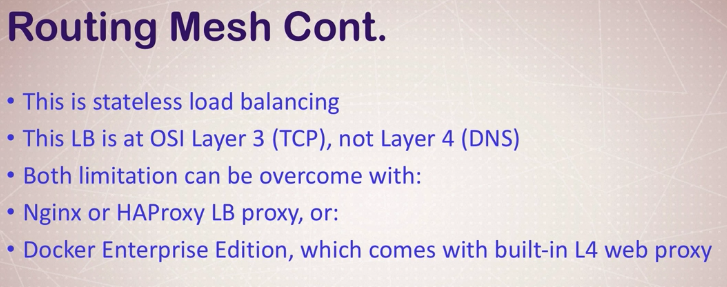 Routing Mesh Cont.
• This is stateless load balancing
• This LB is at OSI Layer 3 (TCP), not Layer 4 (DNS)
• Both limitation can be overcome with:
• Nginx or HAProxy LB proxy, or:
• Docker Enterprise Edition, which comes with built-in L4 web proxy